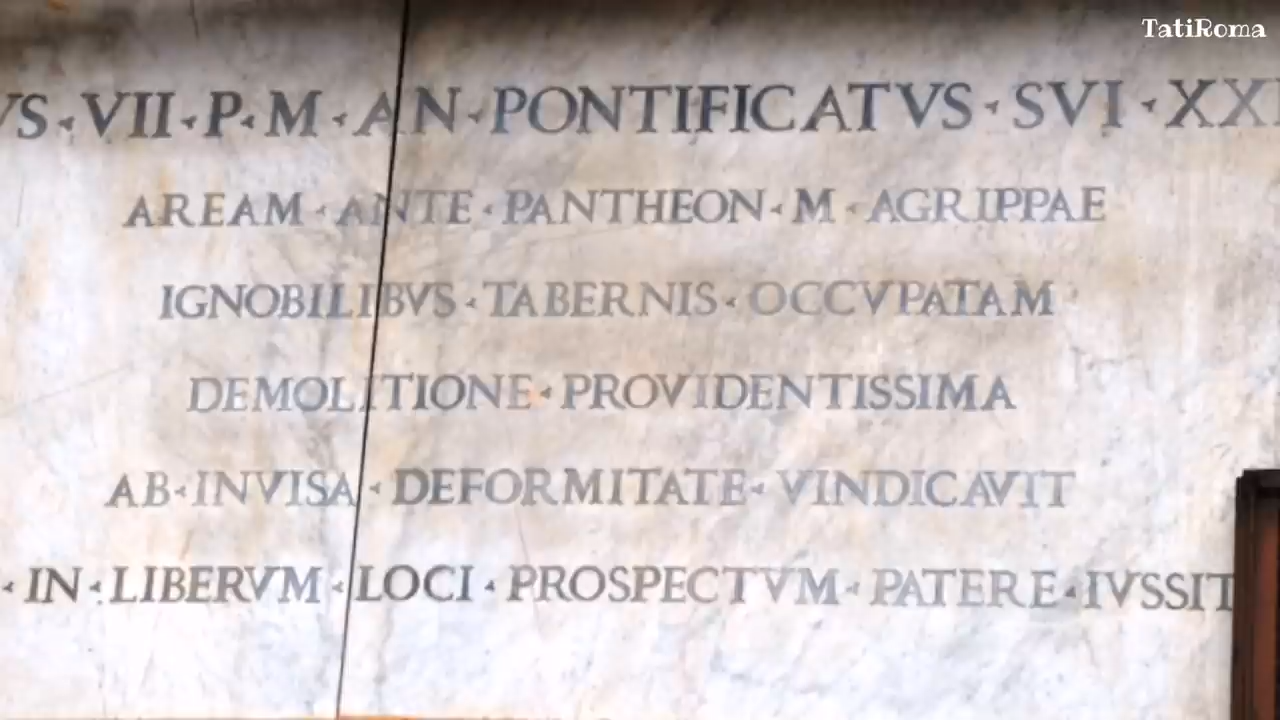 TatiRoma
VS · VII · P · M · AN · PONTIFICATVS · SVI · XXI
AREAM · ANTE · PANTHEON · M · AGRIPPAE
IGNOBILIBVS · TABERNIS · OCCVPATAM
DEMOLITIONE · PROVIDENTISSIMA
AB · INVISA · DEFORMITATE · VINDICAVIT
· IN · LIBERVM · LOCI · PROSPECTVM · PATERE · IVSSIT